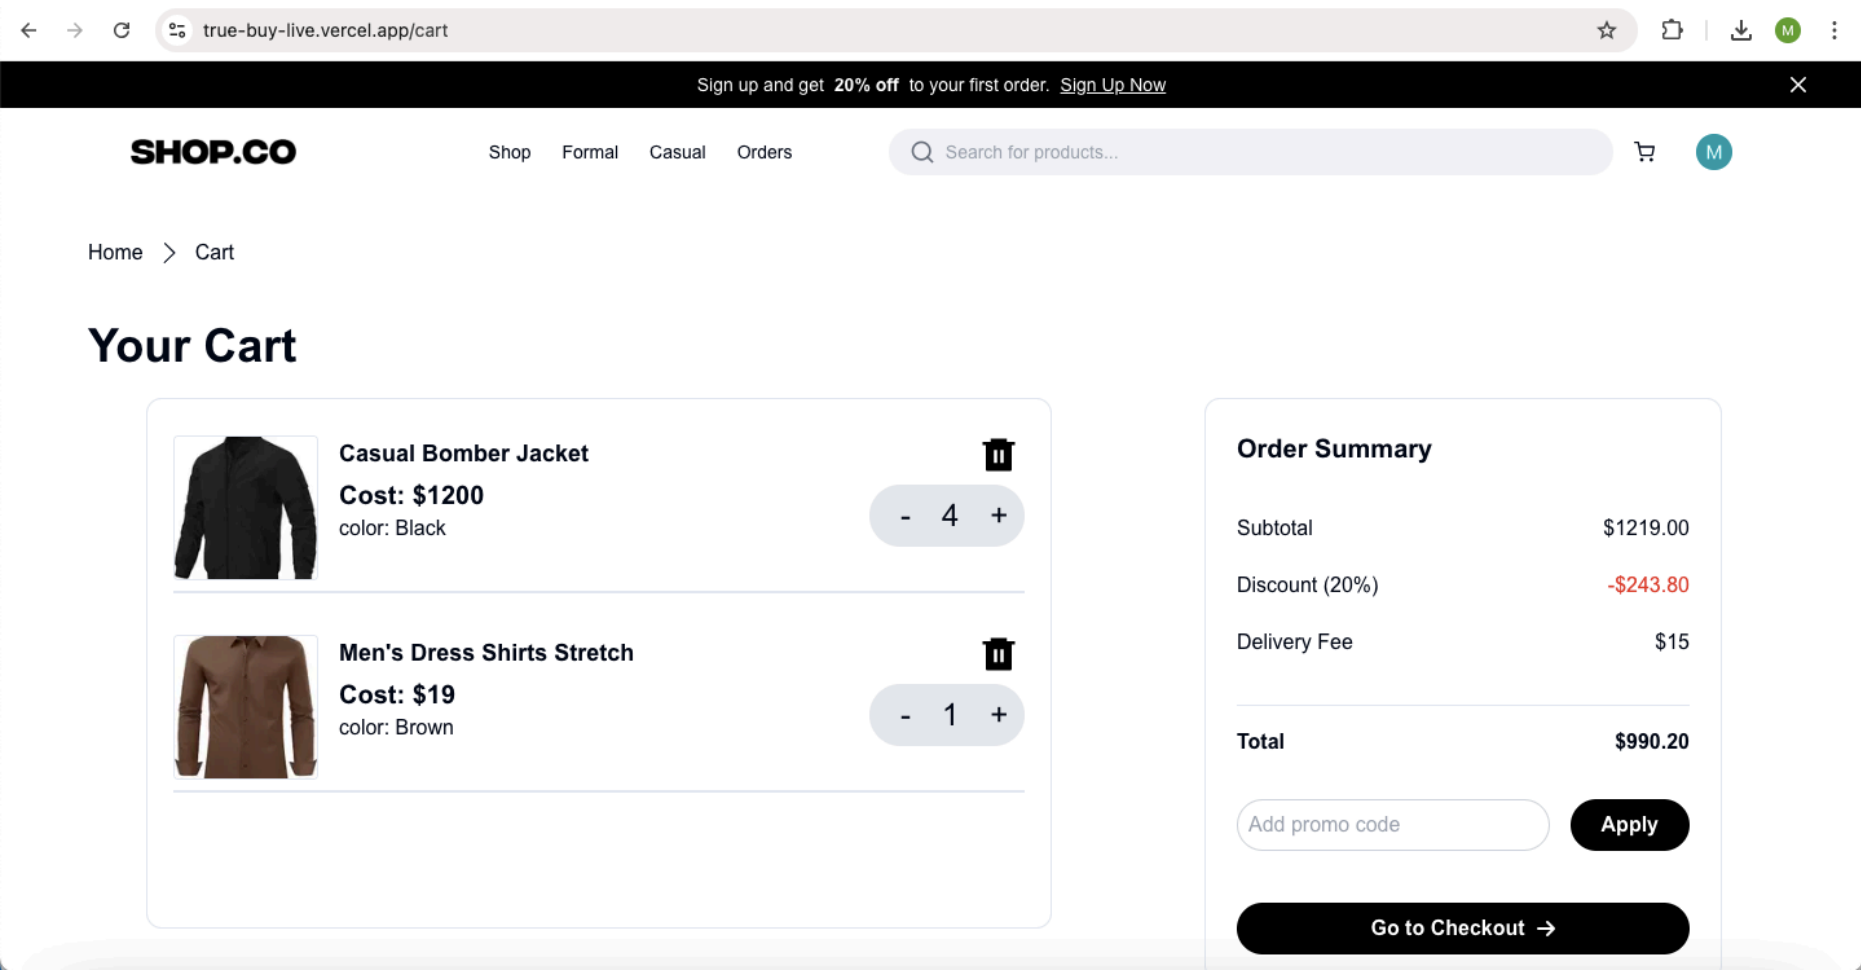 true-buy-live.vercel.app/cart
M
Sign up and get 20% off to your first order. Sign Up Now
SHOP.CO
Shop Formal Casual Orders
Search for products...
M
Home > Cart
Your Cart
Casual Bomber Jacket
Cost: $1200
color: Black
- 4 +
Men's Dress Shirts Stretch
Cost: $19
color: Brown
- 1 +
Order Summary
Subtotal $1219.00
Discount (20%) -$243.80
Delivery Fee $15
Total $990.20
Add promo code Apply
Go to Checkout →